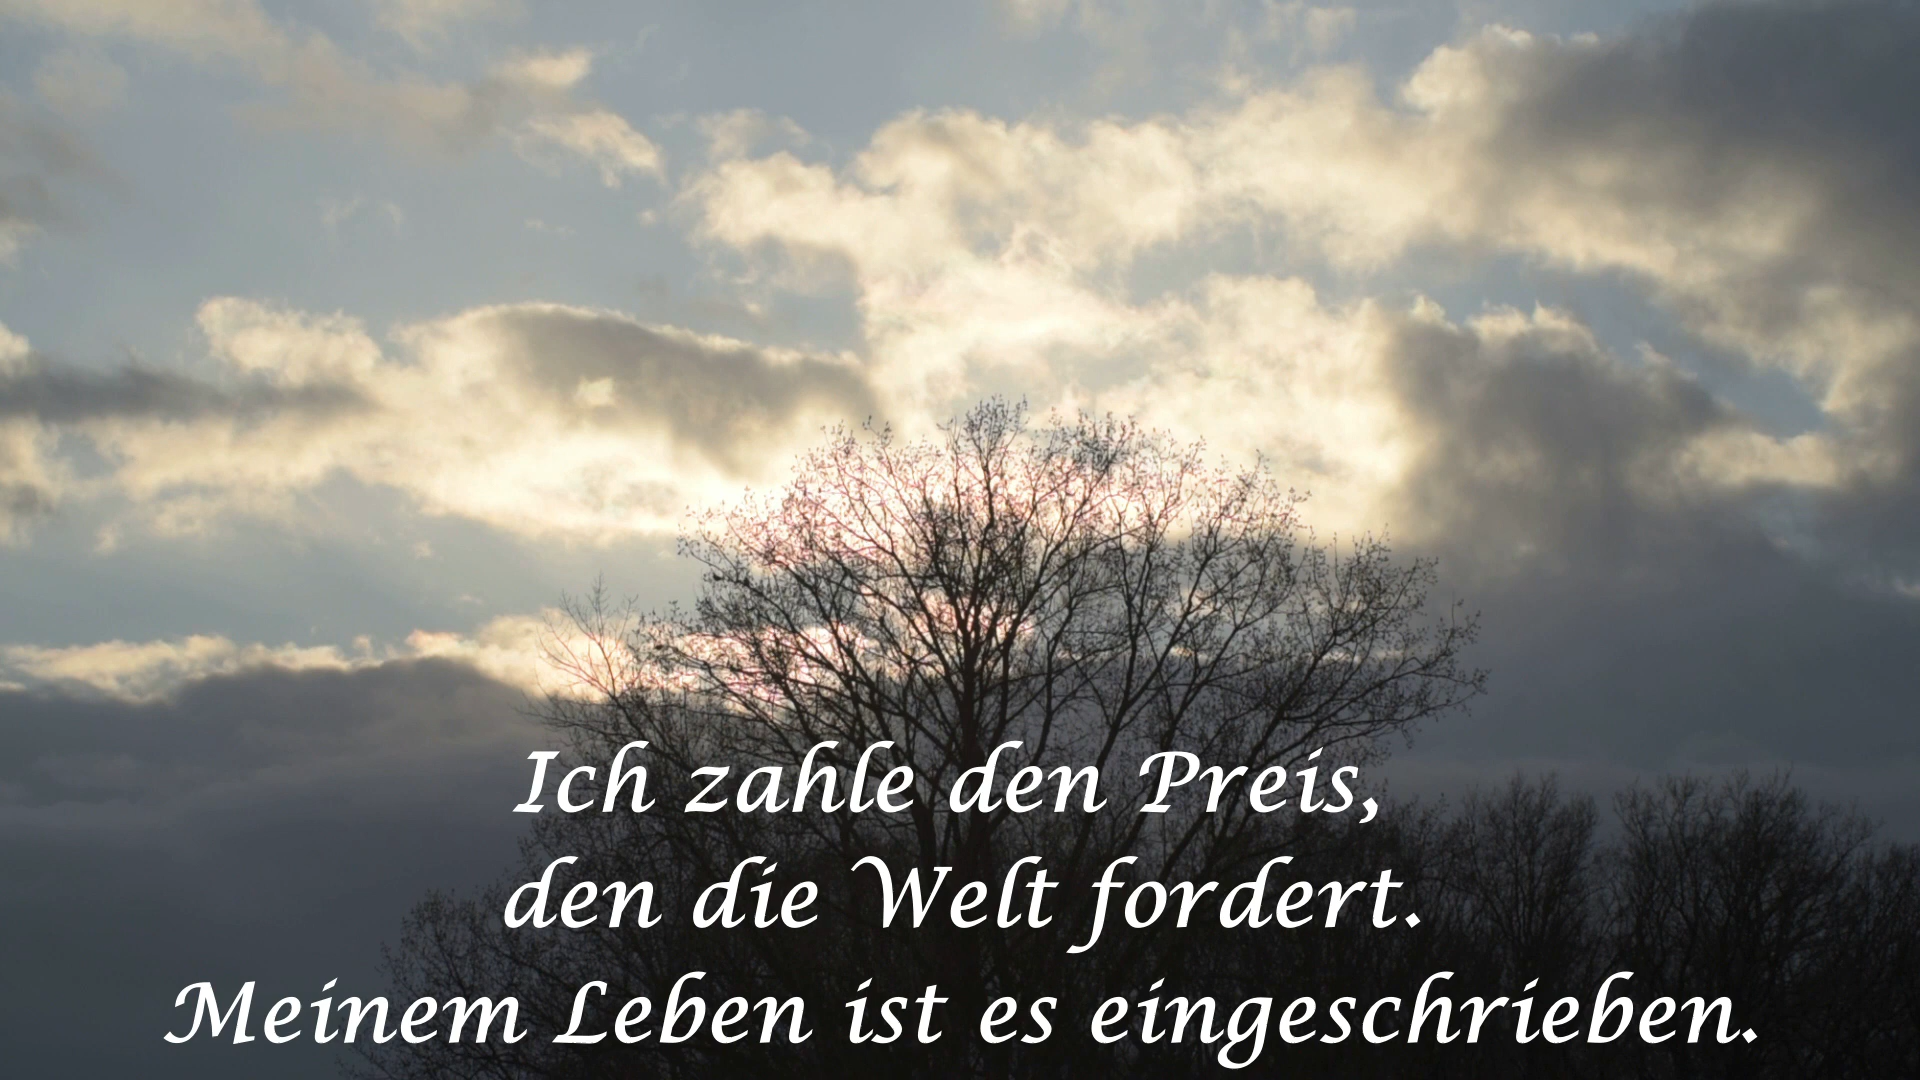 Ich zahle den Preis,
den die Welt fordert.
Meinem Leben ist es eingeschrieben.